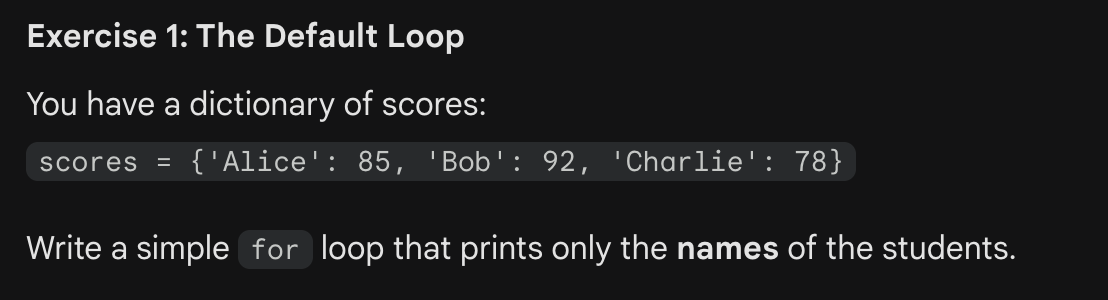 Exercise 1: The Default Loop
You have a dictionary of scores:
scores = {'Alice': 85, 'Bob': 92, 'Charlie': 78}
Write a simple for loop that prints only the names of the students.